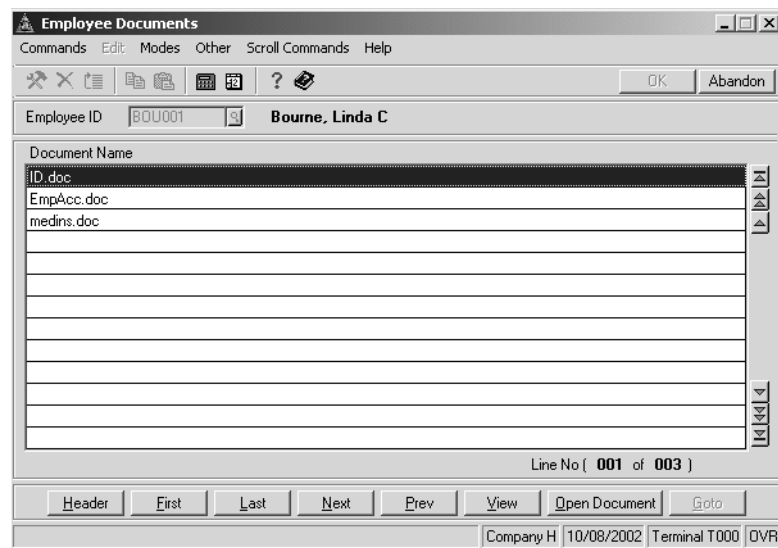 Employee Documents
Commands Edit Modes Other Scroll Commands Help
OK Abandon
Employee ID BOU001 Bourne, Linda C
Document Name
ID.doc
EmpAcc.doc
medins.doc
Line No ( 001 of 003 )
Header First Last Next Prev View Open Document Goto
Company H 10/08/2002 Terminal T000 OVR